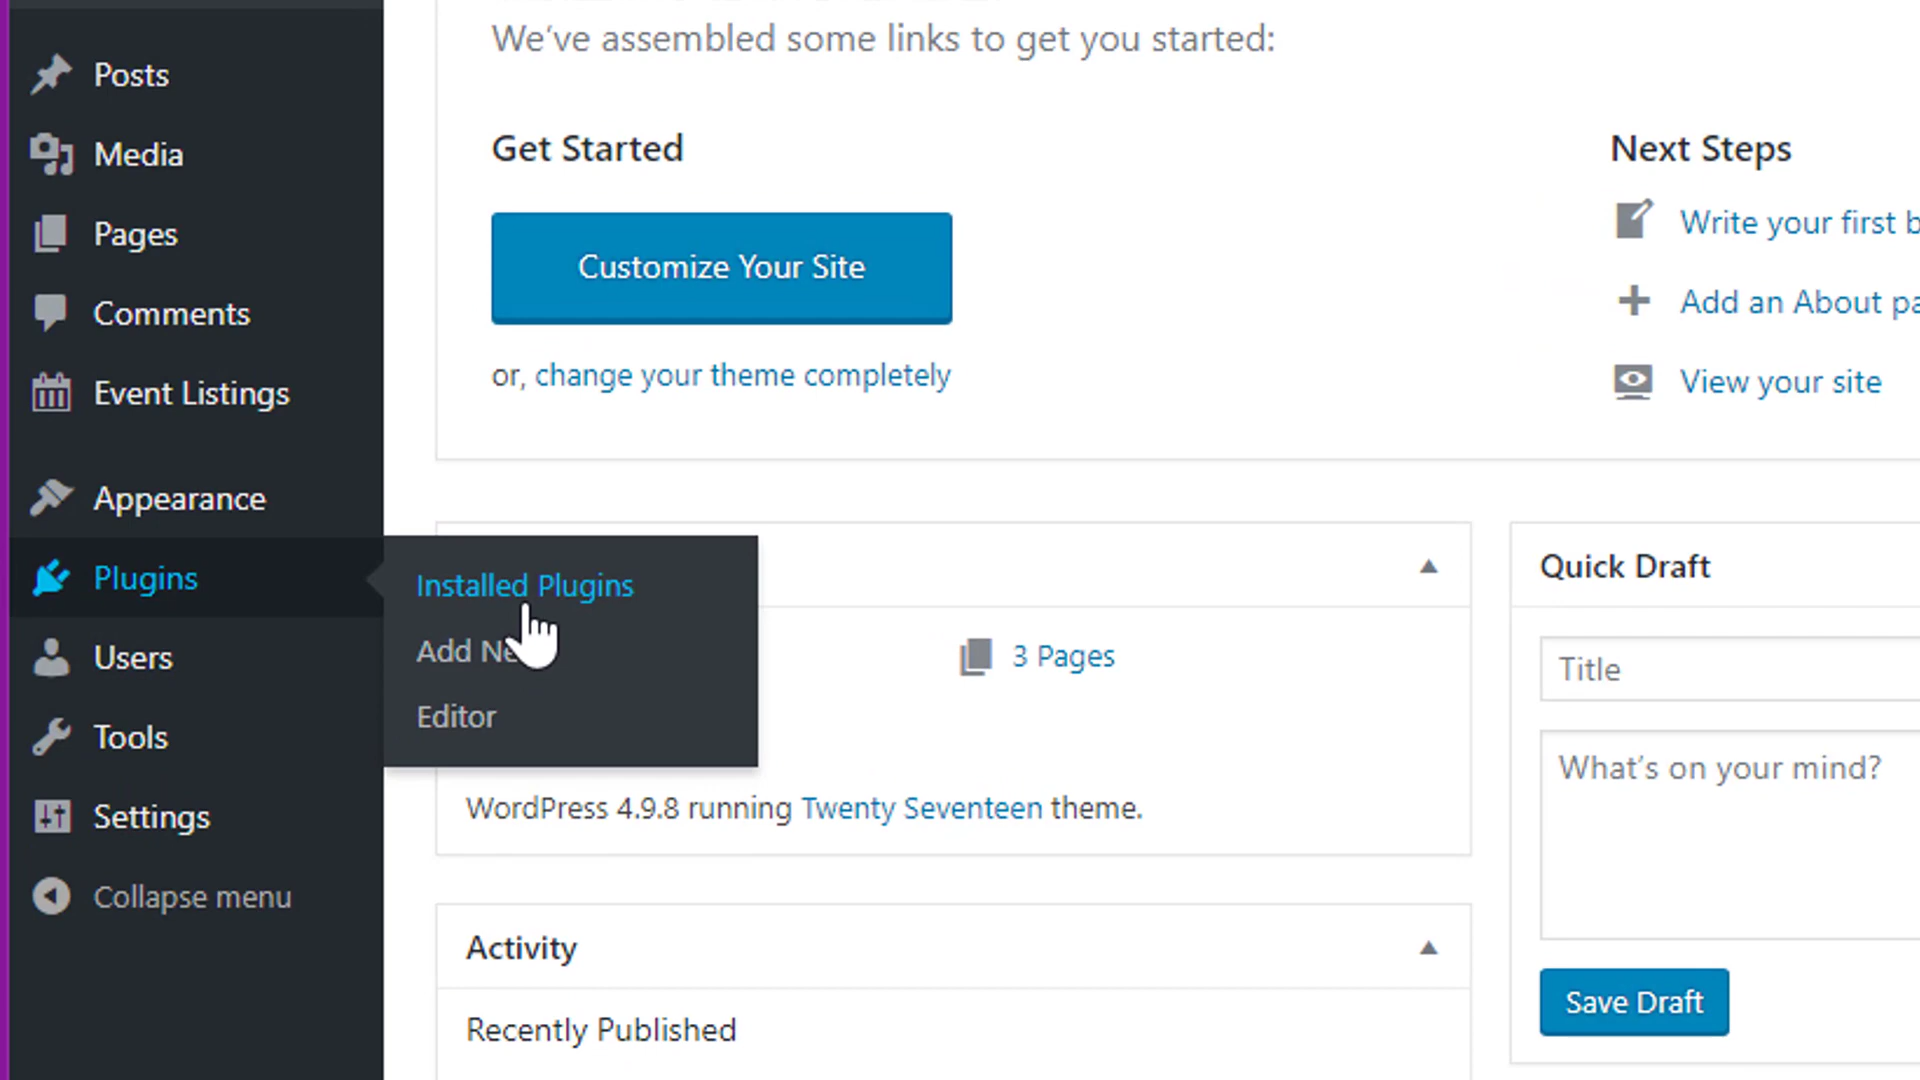 Posts
Media
Pages
Comments
Event Listings
Appearance
Plugins
Users
Tools
Settings
Collapse menu
Installed Plugins
Add Ne
Editor
We've assembled some links to get you started:
Get Started
Customize Your Site
or, change your theme completely
Next Steps
Write your first b
Add an About pa
View your site
3 Pages
WordPress 4.9.8 running Twenty Seventeen theme.
Activity
Recently Published
Quick Draft
Title
What's on your mind?
Save Draft